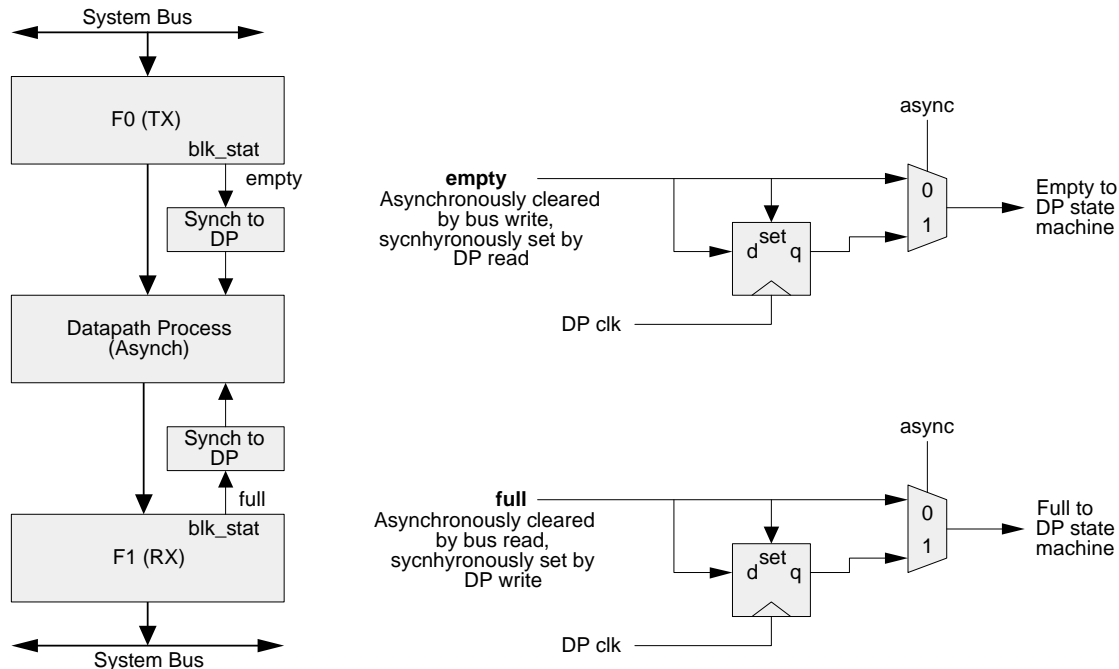 System Bus
F0 (TX)
blk_stat
empty
Synch to
DP
Datapath Process
(Asynch)
Synch to
DP
full
blk_stat
F1 (RX)
System Bus
async
empty
Asynchronously cleared
by bus write,
sycnhyronously set by
DP read
0
1
Empty to
DP state
machine
set
d q
DP clk
async
full
Asynchronously cleared
by bus read,
sycnhyronously set by
DP write
0
1
Full to
DP state
machine
set
d q
DP clk